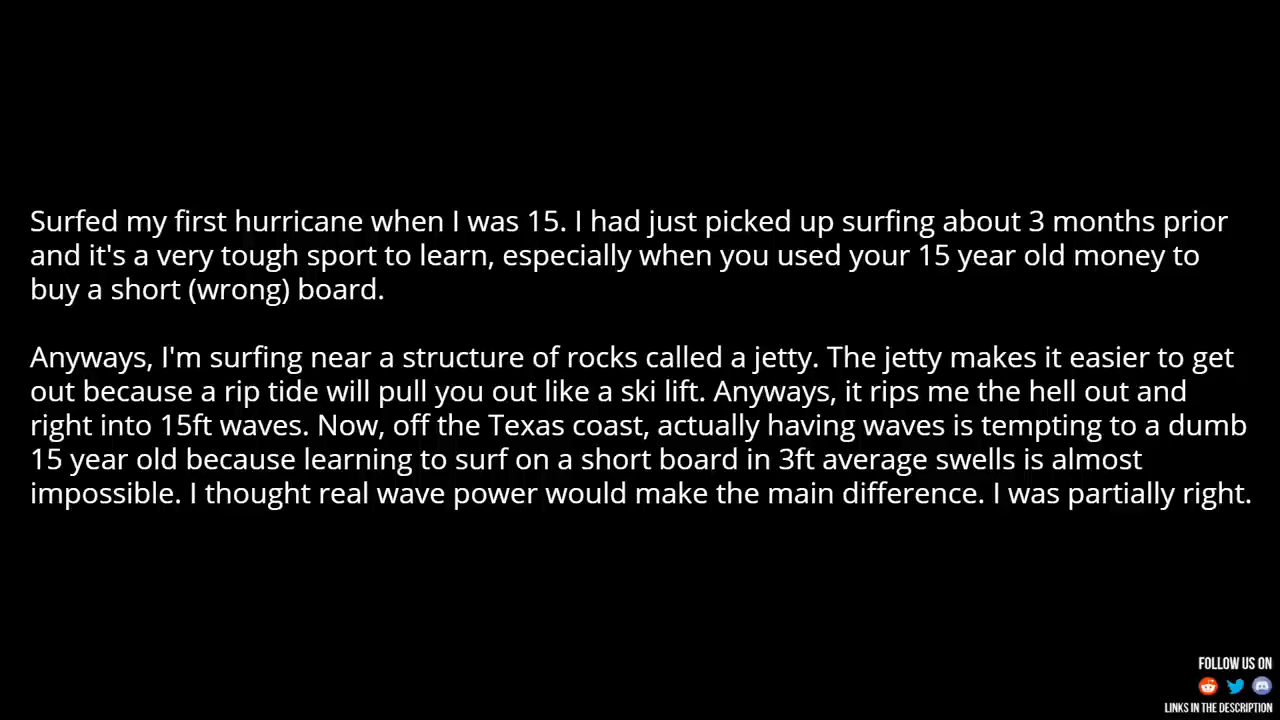 Surfed my first hurricane when I was 15. I had just picked up surfing about 3 months prior
and it's a very tough sport to learn, especially when you used your 15 year old money to
buy a short (wrong) board.
Anyways, I'm surfing near a structure of rocks called a jetty. The jetty makes it easier to get
out because a rip tide will pull you out like a ski lift. Anyways, it rips me the hell out and
right into 15ft waves. Now, off the Texas coast, actually having waves is tempting to a dumb
15 year old because learning to surf on a short board in 3ft average swells is almost
impossible. I thought real wave power would make the main difference. I was partially right.
FOLLOW US ON
LINKS IN THE DESCRIPTION